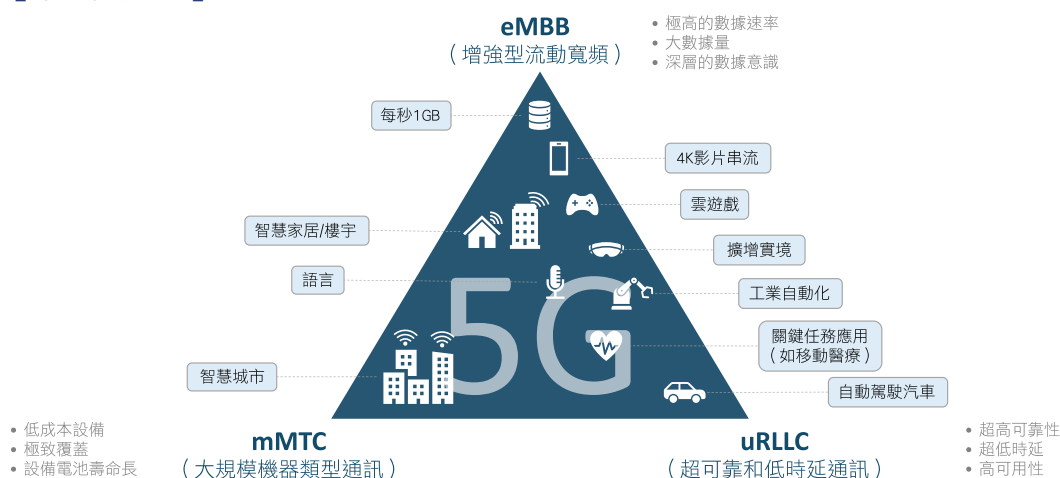 eMBB
（增強型流動寬頻）
• 極高的數據速率
• 大數據量
• 深層的數據意識
每秒1GB
4K影片串流
雲遊戲
智慧家居/樓宇
擴增實境
語言
工業自動化
5G
關鍵任務應用
（如移動醫療）
智慧城市
自動駕駛汽車
• 低成本設備
• 極致覆蓋
• 設備電池壽命長
mMTC
（大規模機器類型通訊）
uRLLC
（超可靠和低時延通訊）
• 超高可靠性
• 超低時延
• 高可用性